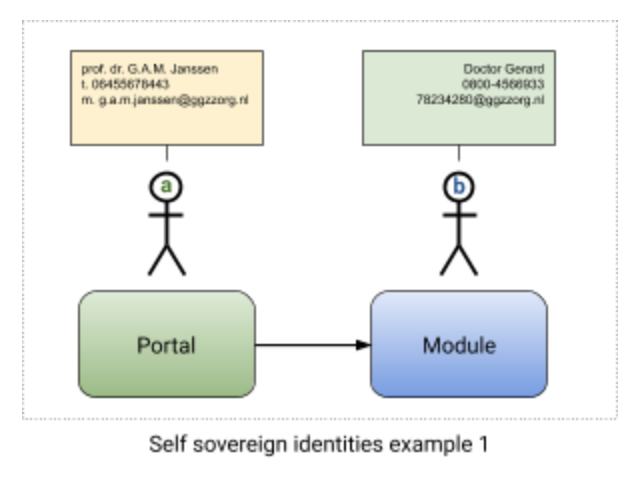 prof. dr. G.A.M. Janssen
t. 06455678443
m. g.a.m.janssen@ggzzorg.nl
Doctor Gerard
0800-4566933
78234280@ggzzorg.nl
a
b
Portal
Module
Self sovereign identities example 1